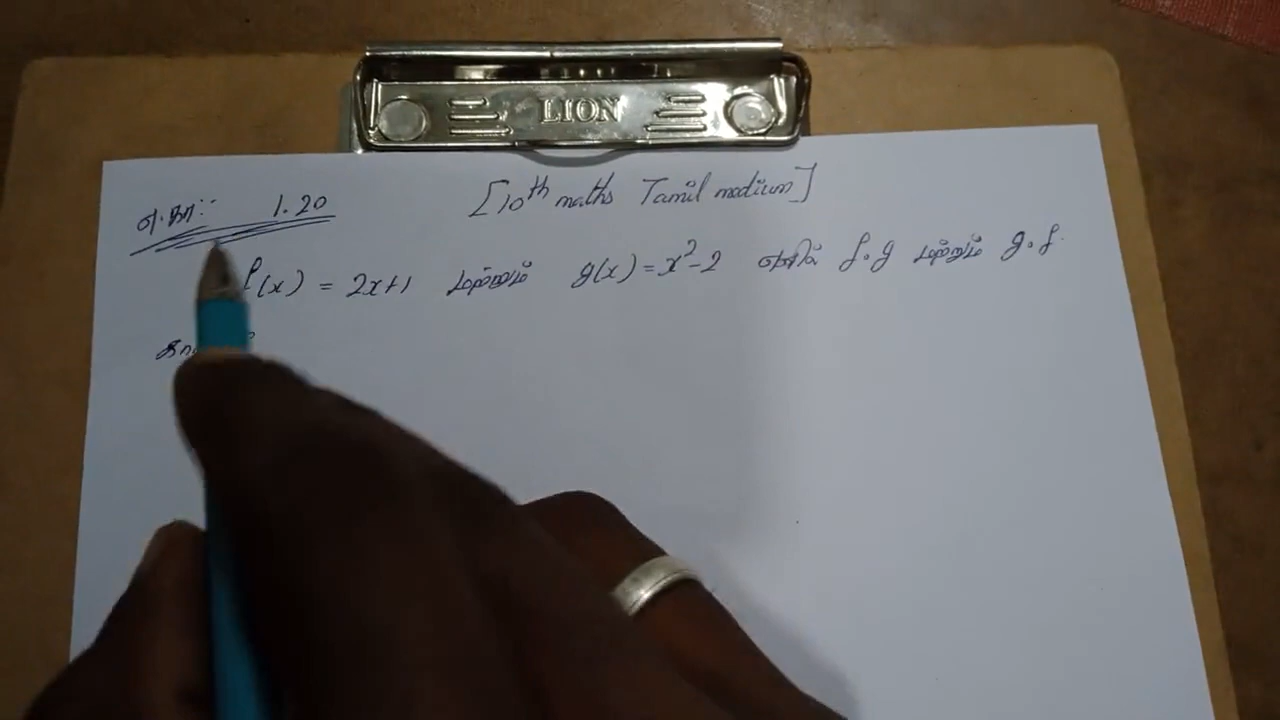 LION
எ.கா:- 1.20 [10th maths Tamil medium]
f(x) = 2x+1 மற்றும் g(x) = x²-2 எனில் f∘g மற்றும் g∘f